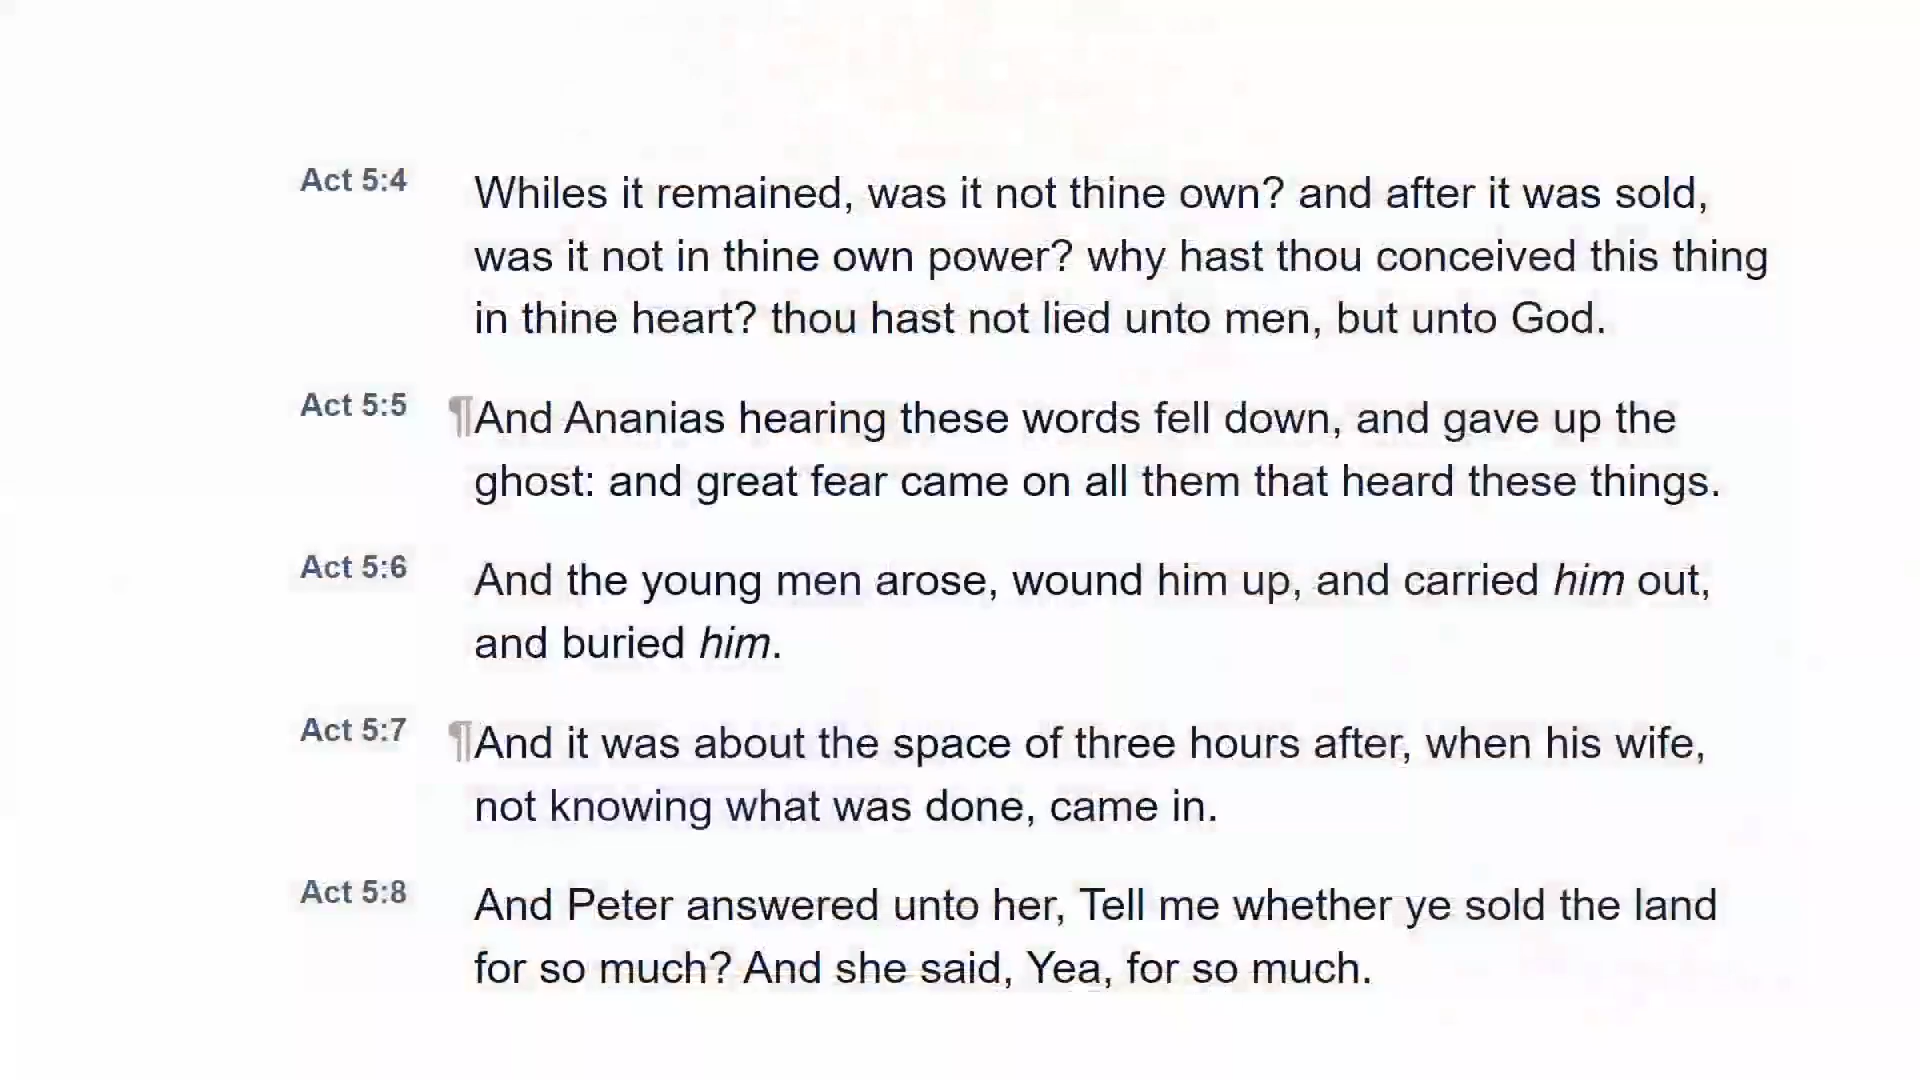 Act 5:4 Whiles it remained, was it not thine own? and after it was sold,
was it not in thine own power? why hast thou conceived this thing
in thine heart? thou hast not lied unto men, but unto God.
Act 5:5 ¶And Ananias hearing these words fell down, and gave up the
ghost: and great fear came on all them that heard these things.
Act 5:6 And the young men arose, wound him up, and carried him out,
and buried him.
Act 5:7 ¶And it was about the space of three hours after, when his wife,
not knowing what was done, came in.
Act 5:8 And Peter answered unto her, Tell me whether ye sold the land
for so much? And she said, Yea, for so much.